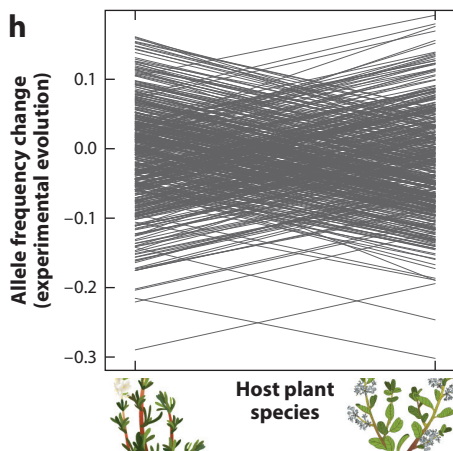 h
Allele frequency change
(experimental evolution)
0.1
0.0
−0.1
−0.2
−0.3
Host plant
species